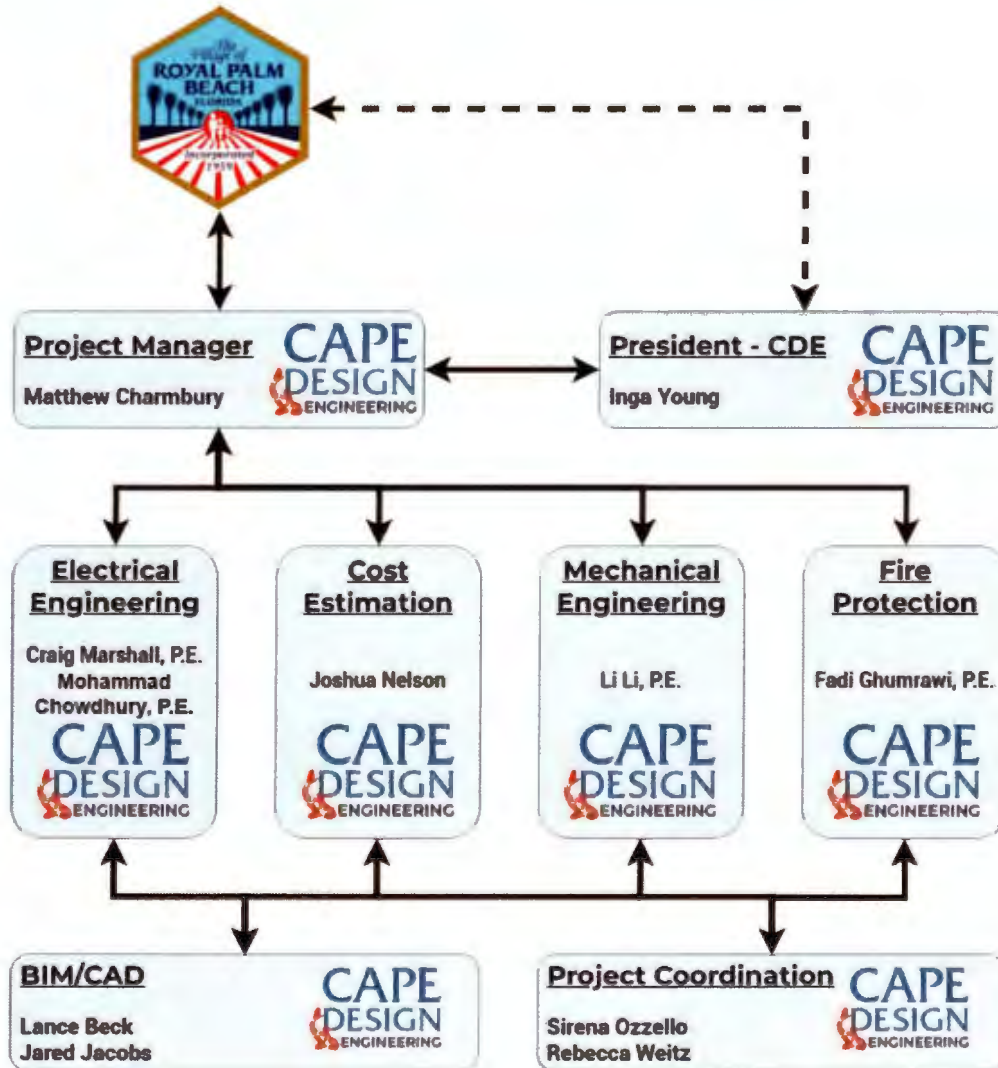 The
Village of
ROYAL PALM
BEACH
FLORIDA
Incorporated
1959
Project Manager
Matthew Charmbury
CAPE
DESIGN
ENGINEERING
President - CDE
Inga Young
CAPE
DESIGN
ENGINEERING
Electrical
Engineering
Craig Marshall, P.E.
Mohammad
Chowdhury, P.E.
CAPE
DESIGN
ENGINEERING
Cost
Estimation
Joshua Nelson
CAPE
DESIGN
ENGINEERING
Mechanical
Engineering
Li Li, P.E.
CAPE
DESIGN
ENGINEERING
Fire
Protection
Fadi Ghumrawi, P.E.
CAPE
DESIGN
ENGINEERING
BIM/CAD
Lance Beck
Jared Jacobs
CAPE
DESIGN
ENGINEERING
Project Coordination
Sirena Ozzello
Rebecca Weitz
CAPE
DESIGN
ENGINEERING